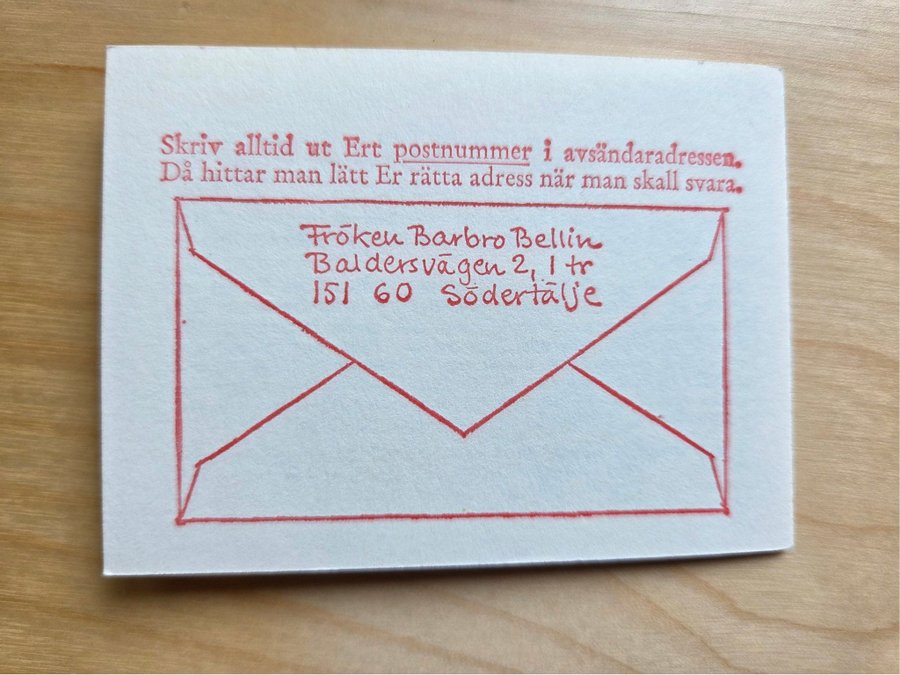 Skriv alltid ut Ert postnummer i avsändaradressen.
Då hittar man lätt Er rätta adress när man skall svara.
Fröken Barbro Bellin
Baldersvägen 2, 1 tr
151 60 Södertälje